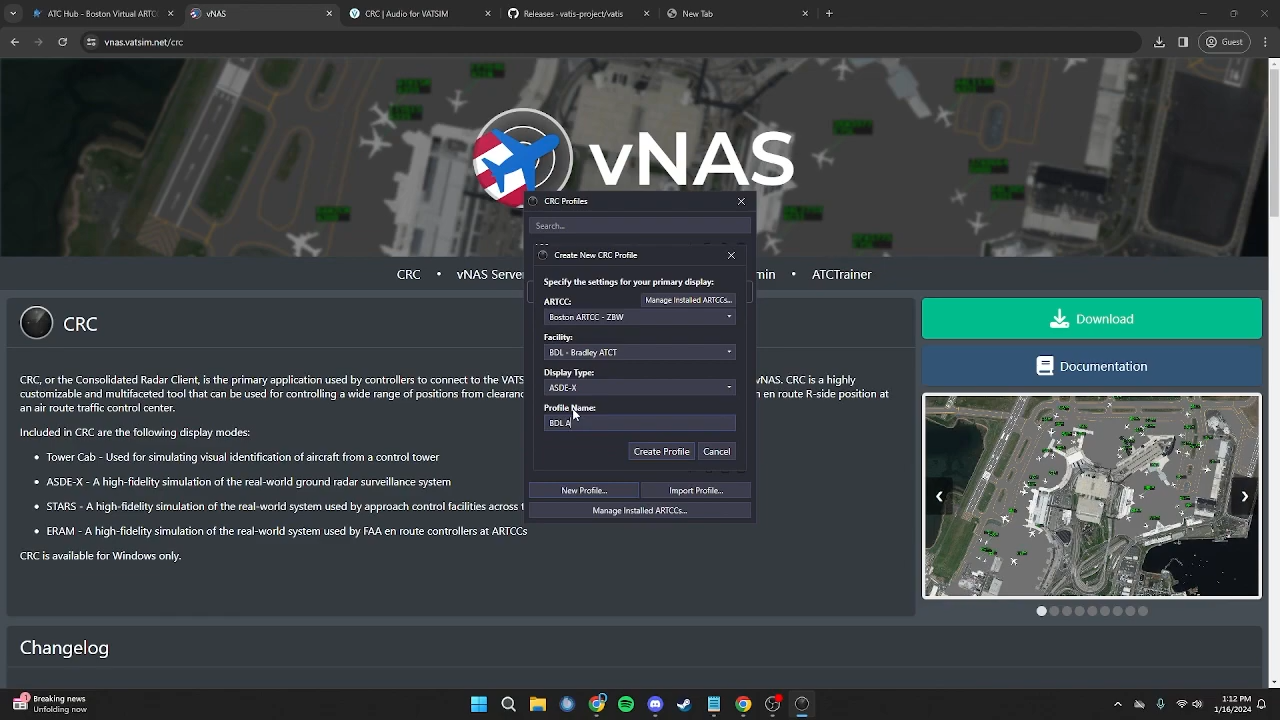 ATC Hub - Boston Virtual ARTC
vNAS
CRC | Audio for VATSIM
Releases - vatis-project/vatis
New Tab
vnas.vatsim.net/crc
Guest
vNAS
CRC Profiles
Search...
CRC
vNAS Serve
min
ATCTrainer
Create New CRC Profile
Specify the settings for your primary display:
ARTCC:
Manage Installed ARTCCs...
Boston ARTCC - ZBW
Facility:
BDL - Bradley ATCT
Display Type:
ASDE-X
Profile Name:
BDL A
Create Profile
Cancel
New Profile...
Import Profile...
Manage Installed ARTCCs...
CRC
CRC, or the Consolidated Radar Client, is the primary application used by controllers to connect to the VATS
vNAS. CRC is a highly
customizable and multifaceted tool that can be used for controlling a wide range of positions from clearanc
en route R-side position at
an air route traffic control center.
Included in CRC are the following display modes:
• Tower Cab - Used for simulating visual identification of aircraft from a control tower
• ASDE-X - A high-fidelity simulation of the real-world ground radar surveillance system
• STARS - A high-fidelity simulation of the real-world system used by approach control facilities across t
• ERAM - A high-fidelity simulation of the real-world system used by FAA en route controllers at ARTCCs
CRC is available for Windows only.
Download
Documentation
Changelog
1
Breaking news
Unfolding now
1:12 PM
1/16/2024